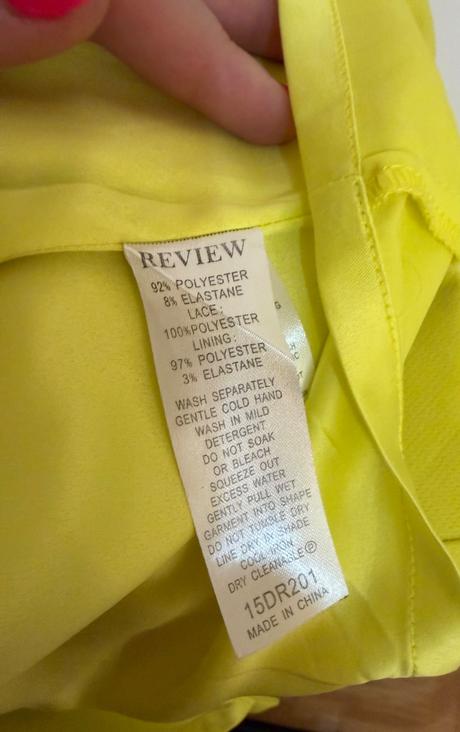 REVIEW
92% POLYESTER
8% ELASTANE
LACE:
100%POLYESTER
LINING:
97% POLYESTER
3% ELASTANE
WASH SEPARATELY
GENTLE COLD HAND
WASH IN MILD
DETERGENT
DO NOT SOAK
OR BLEACH
SQUEEZE OUT
EXCESS WATER
GENTLY PULL WET
GARMENT INTO SHAPE
DO NOT TUMBLE DRY
LINE DRY IN SHADE
COOL IRON
DRY CLEANABLE Ⓟ
15DR201
MADE IN CHINA